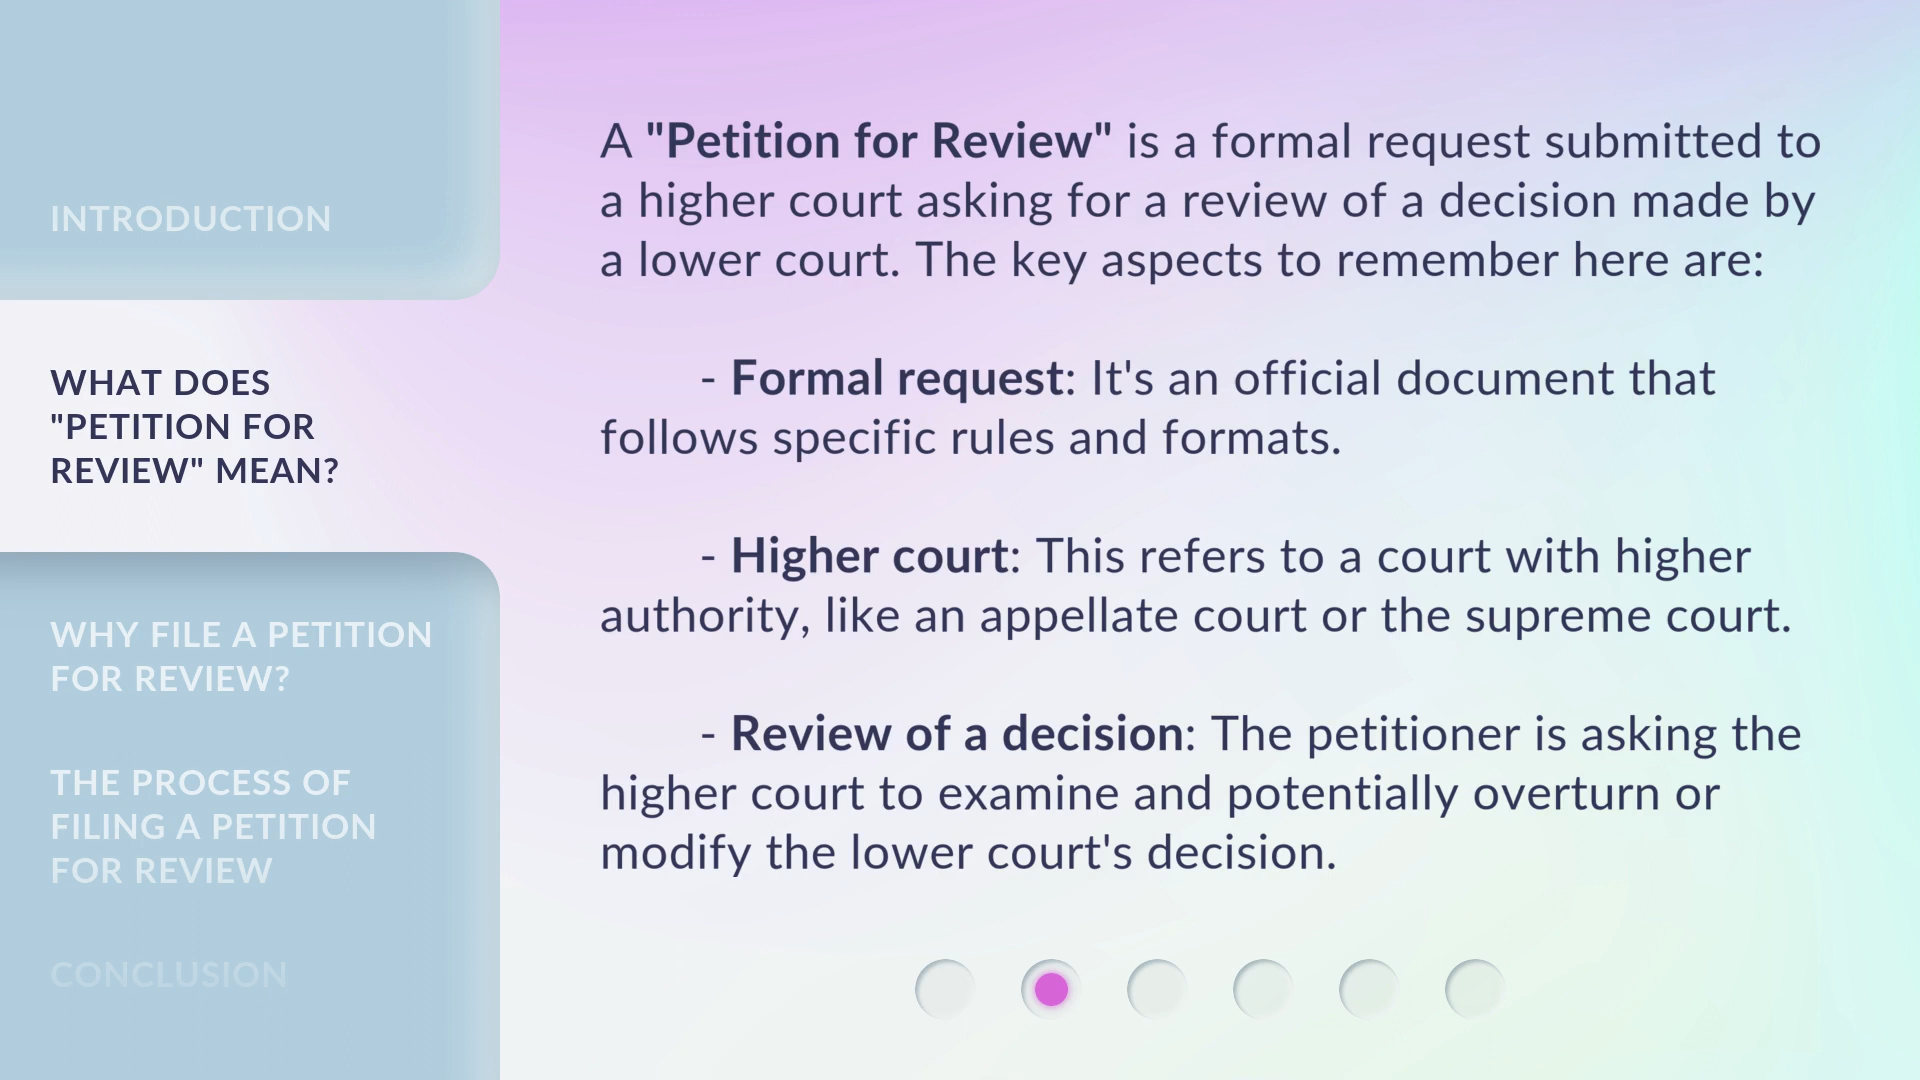 INTRODUCTION
WHAT DOES
"PETITION FOR
REVIEW" MEAN?
WHY FILE A PETITION
FOR REVIEW?
THE PROCESS OF
FILING A PETITION
FOR REVIEW
CONCLUSION
A "Petition for Review" is a formal request submitted to
a higher court asking for a review of a decision made by
a lower court. The key aspects to remember here are:
- Formal request: It's an official document that
follows specific rules and formats.
- Higher court: This refers to a court with higher
authority, like an appellate court or the supreme court.
- Review of a decision: The petitioner is asking the
higher court to examine and potentially overturn or
modify the lower court's decision.